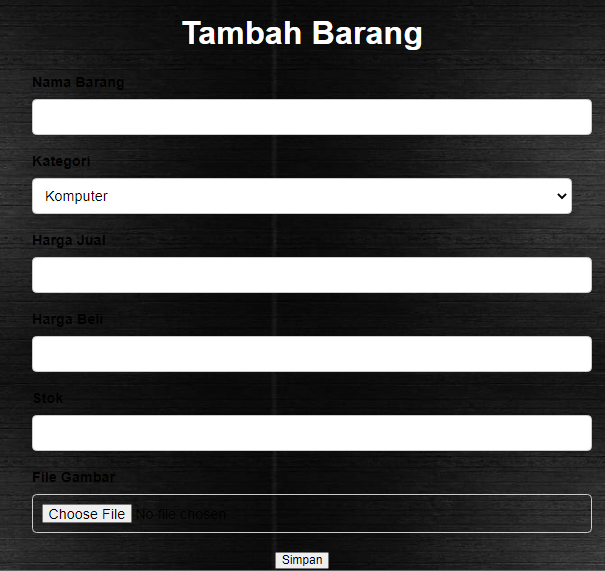 Tambah Barang
Nama Barang
Kategori
Komputer
Harga Jual
Harga Beli
Stok
File Gambar
Choose File No file chosen
Simpan